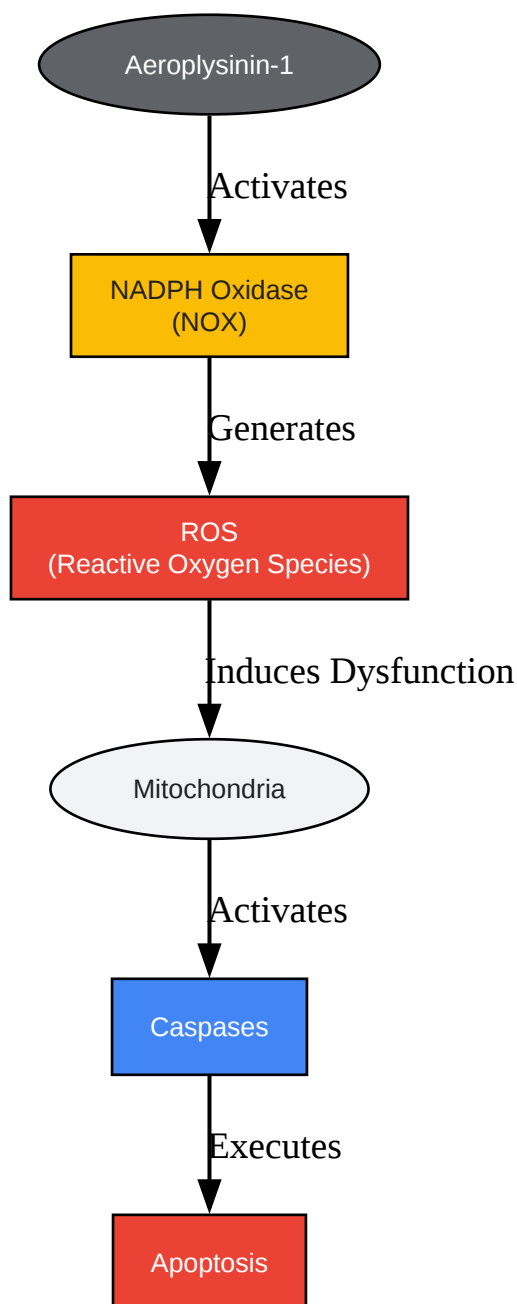 Aeroplysinin-1
Activates
NADPH Oxidase
(NOX)
Generates
ROS
(Reactive Oxygen Species)
Induces Dysfunction
Mitochondria
Activates
Caspases
Executes
Apoptosis